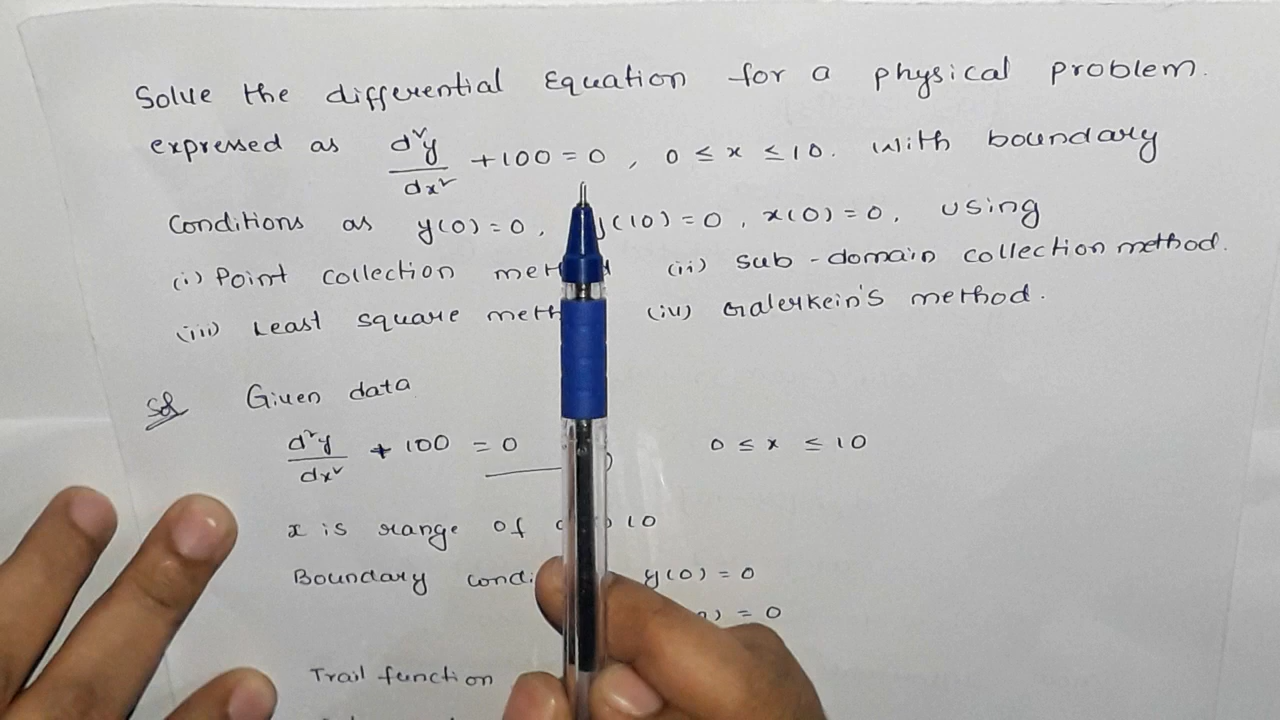 Solve the differential Equation for a physical problem.
expressed as d²y/dx² +100 = 0 , 0 ≤ x ≤ 10. With boundary
Conditions as y(0) = 0, y(10) = 0, x(0) = 0, using
(i) Point collection (ii) sub-domain collection method.
(iii) Least square (iv) Galerkein's method.
Sol Given data
d²y/dx² + 100 = 0 0 ≤ x ≤ 10
x is range of 10
Boundary y(0) = 0
= 0
Trail function